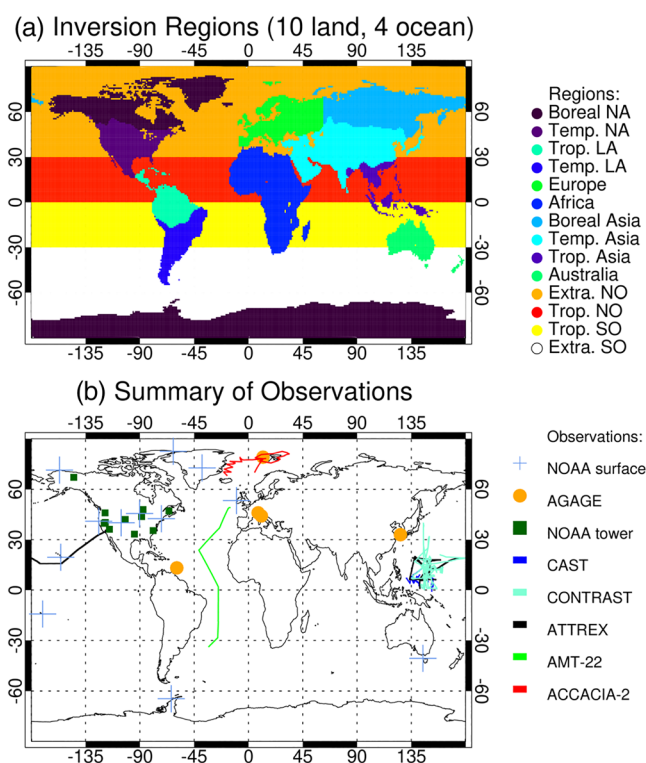 (a) Inversion Regions (10 land, 4 ocean)
-135 -90 -45 0 45 90 135
60 60
30 30
0 0
-30 -30
-60 -60
-135 -90 -45 0 45 90 135
Regions:
Boreal NA
Temp. NA
Trop. LA
Temp. LA
Europe
Africa
Boreal Asia
Temp. Asia
Trop. Asia
Australia
Extra. NO
Trop. NO
Trop. SO
Extra. SO
(b) Summary of Observations
-135 -90 -45 0 45 90 135
60 60
30 30
0 0
-30 -30
-60 -60
-135 -90 -45 0 45 90 135
Observations:
NOAA surface
AGAGE
NOAA tower
CAST
CONTRAST
ATTREX
AMT-22
ACCACIA-2